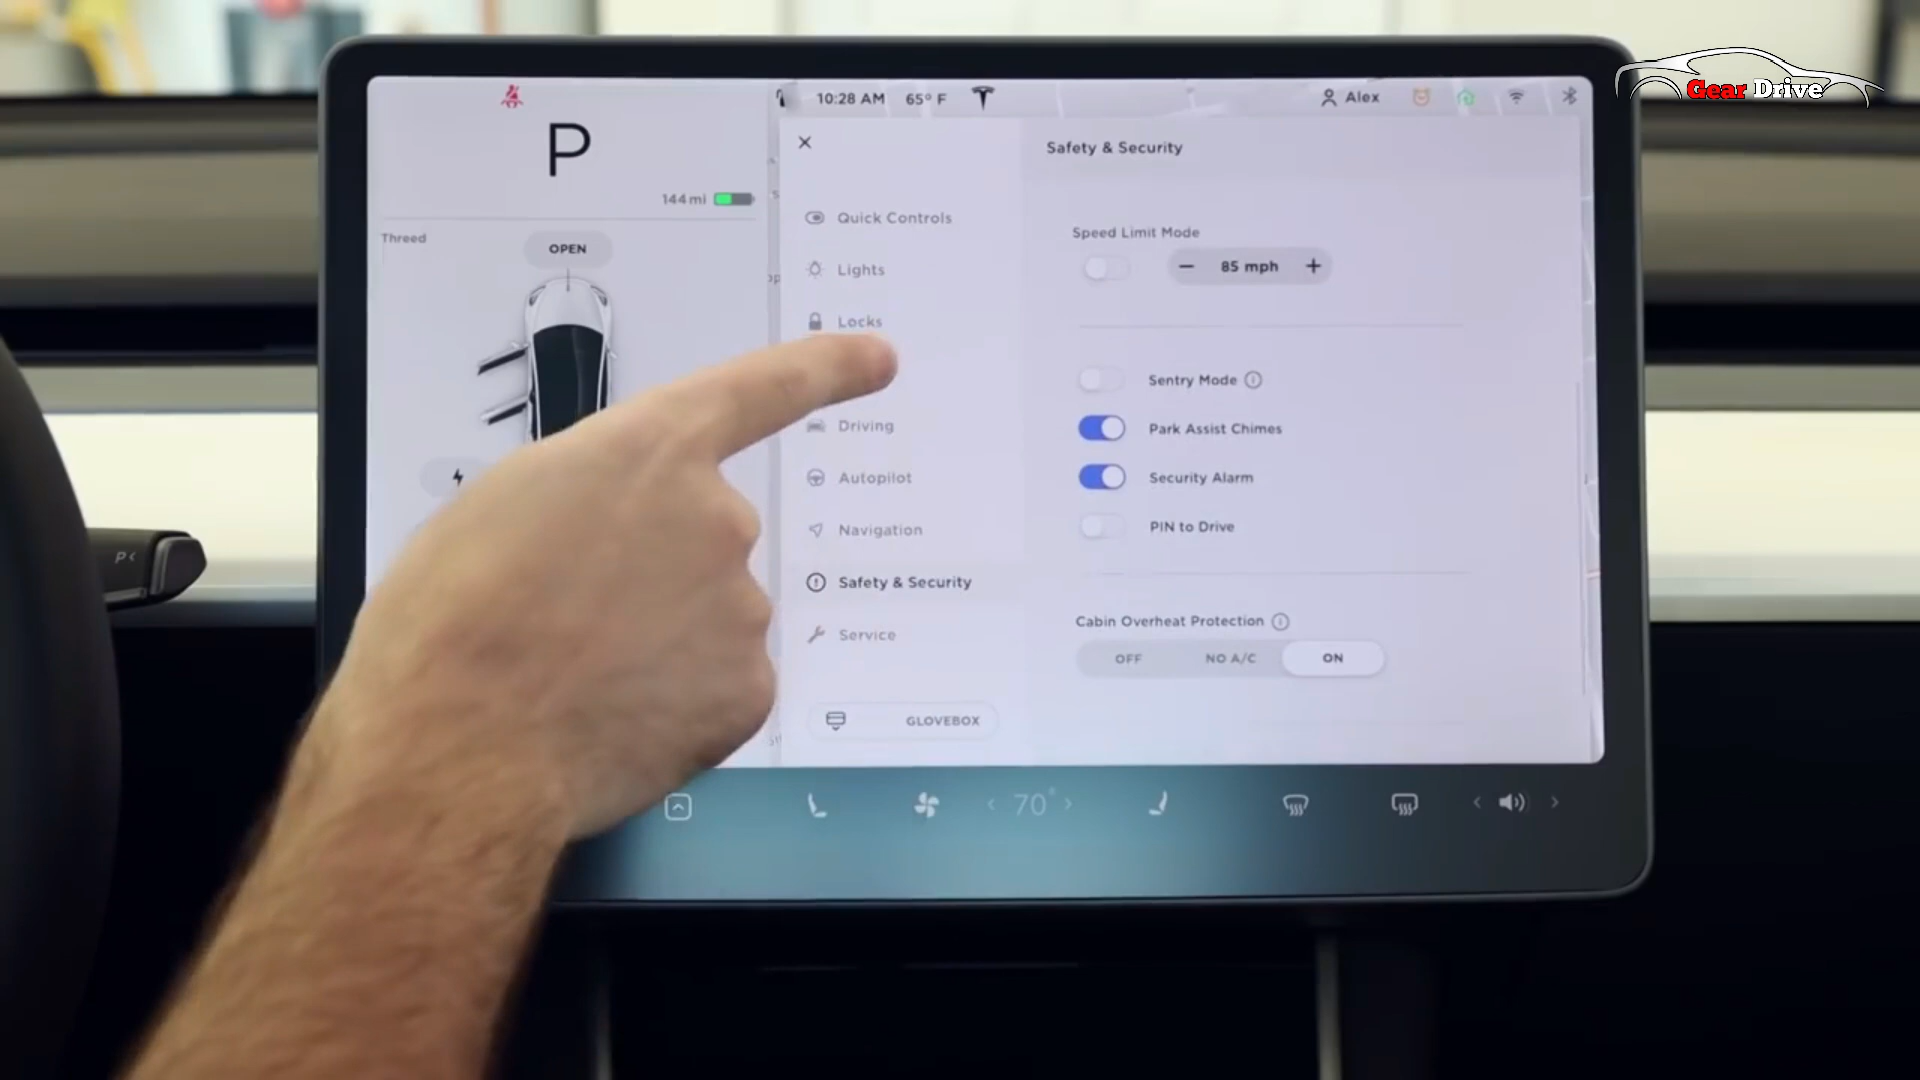 10:28 AM 65° F
Alex
Gear Drive
P
144 mi
Threed
OPEN
Safety & Security
Quick Controls
Lights
Locks
Driving
Autopilot
Navigation
Safety & Security
Service
GLOVEBOX
Speed Limit Mode
− 85 mph +
Sentry Mode
Park Assist Chimes
Security Alarm
PIN to Drive
Cabin Overheat Protection
OFF NO A/C ON
< 70° >
P<